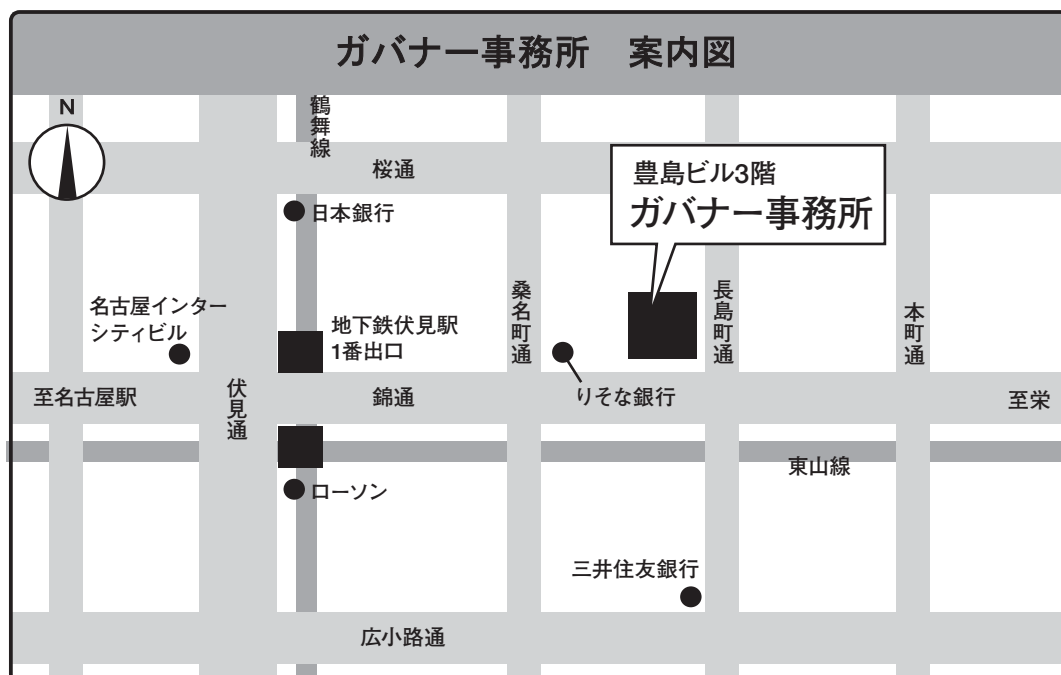 ガバナー事務所　案内図
N
鶴舞線
桜通
豊島ビル3階
ガバナー事務所
日本銀行
名古屋インター
シティビル
地下鉄伏見駅
1番出口
桑名町通
長島町通
本町通
至名古屋駅
伏見通
錦通
りそな銀行
至栄
東山線
ローソン
三井住友銀行
広小路通